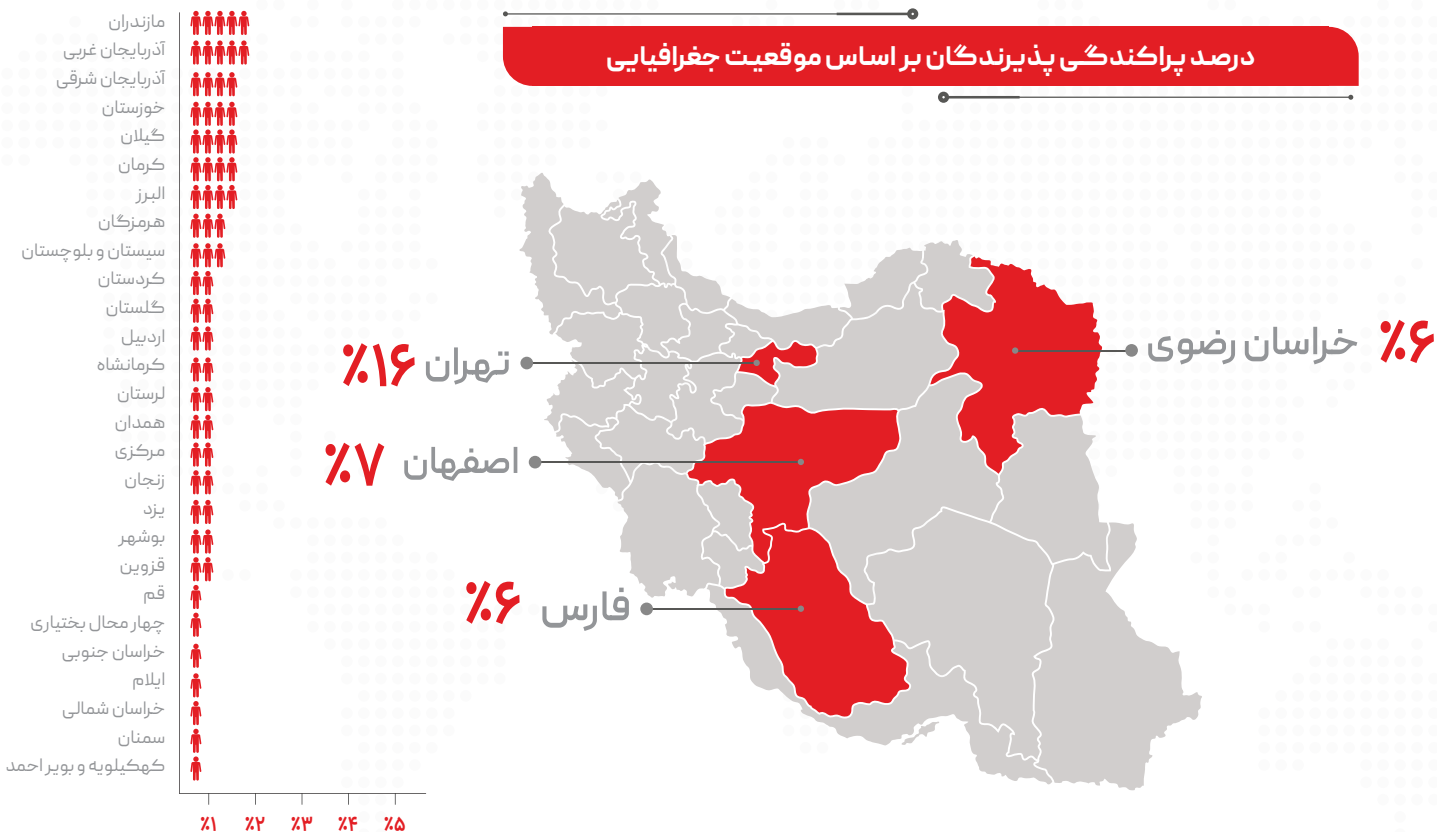 درصد پراکندگی پذیرندگان بر اساس موقعیت جغرافیایی
خراسان رضوی ٪۶
تهران ٪۱۶
اصفهان ٪۷
فارس ٪۶
مازندران
آذربایجان غربی
آذربایجان شرقی
خوزستان
گیلان
کرمان
البرز
هرمزگان
سیستان و بلوچستان
کردستان
گلستان
اردبیل
کرمانشاه
لرستان
همدان
مرکزی
زنجان
یزد
بوشهر
قزوین
قم
چهار محال بختیاری
خراسان جنوبی
ایلام
خراسان شمالی
سمنان
کهکیلویه و بویر احمد
٪۱ ٪۲ ٪۳ ٪۴ ٪۵